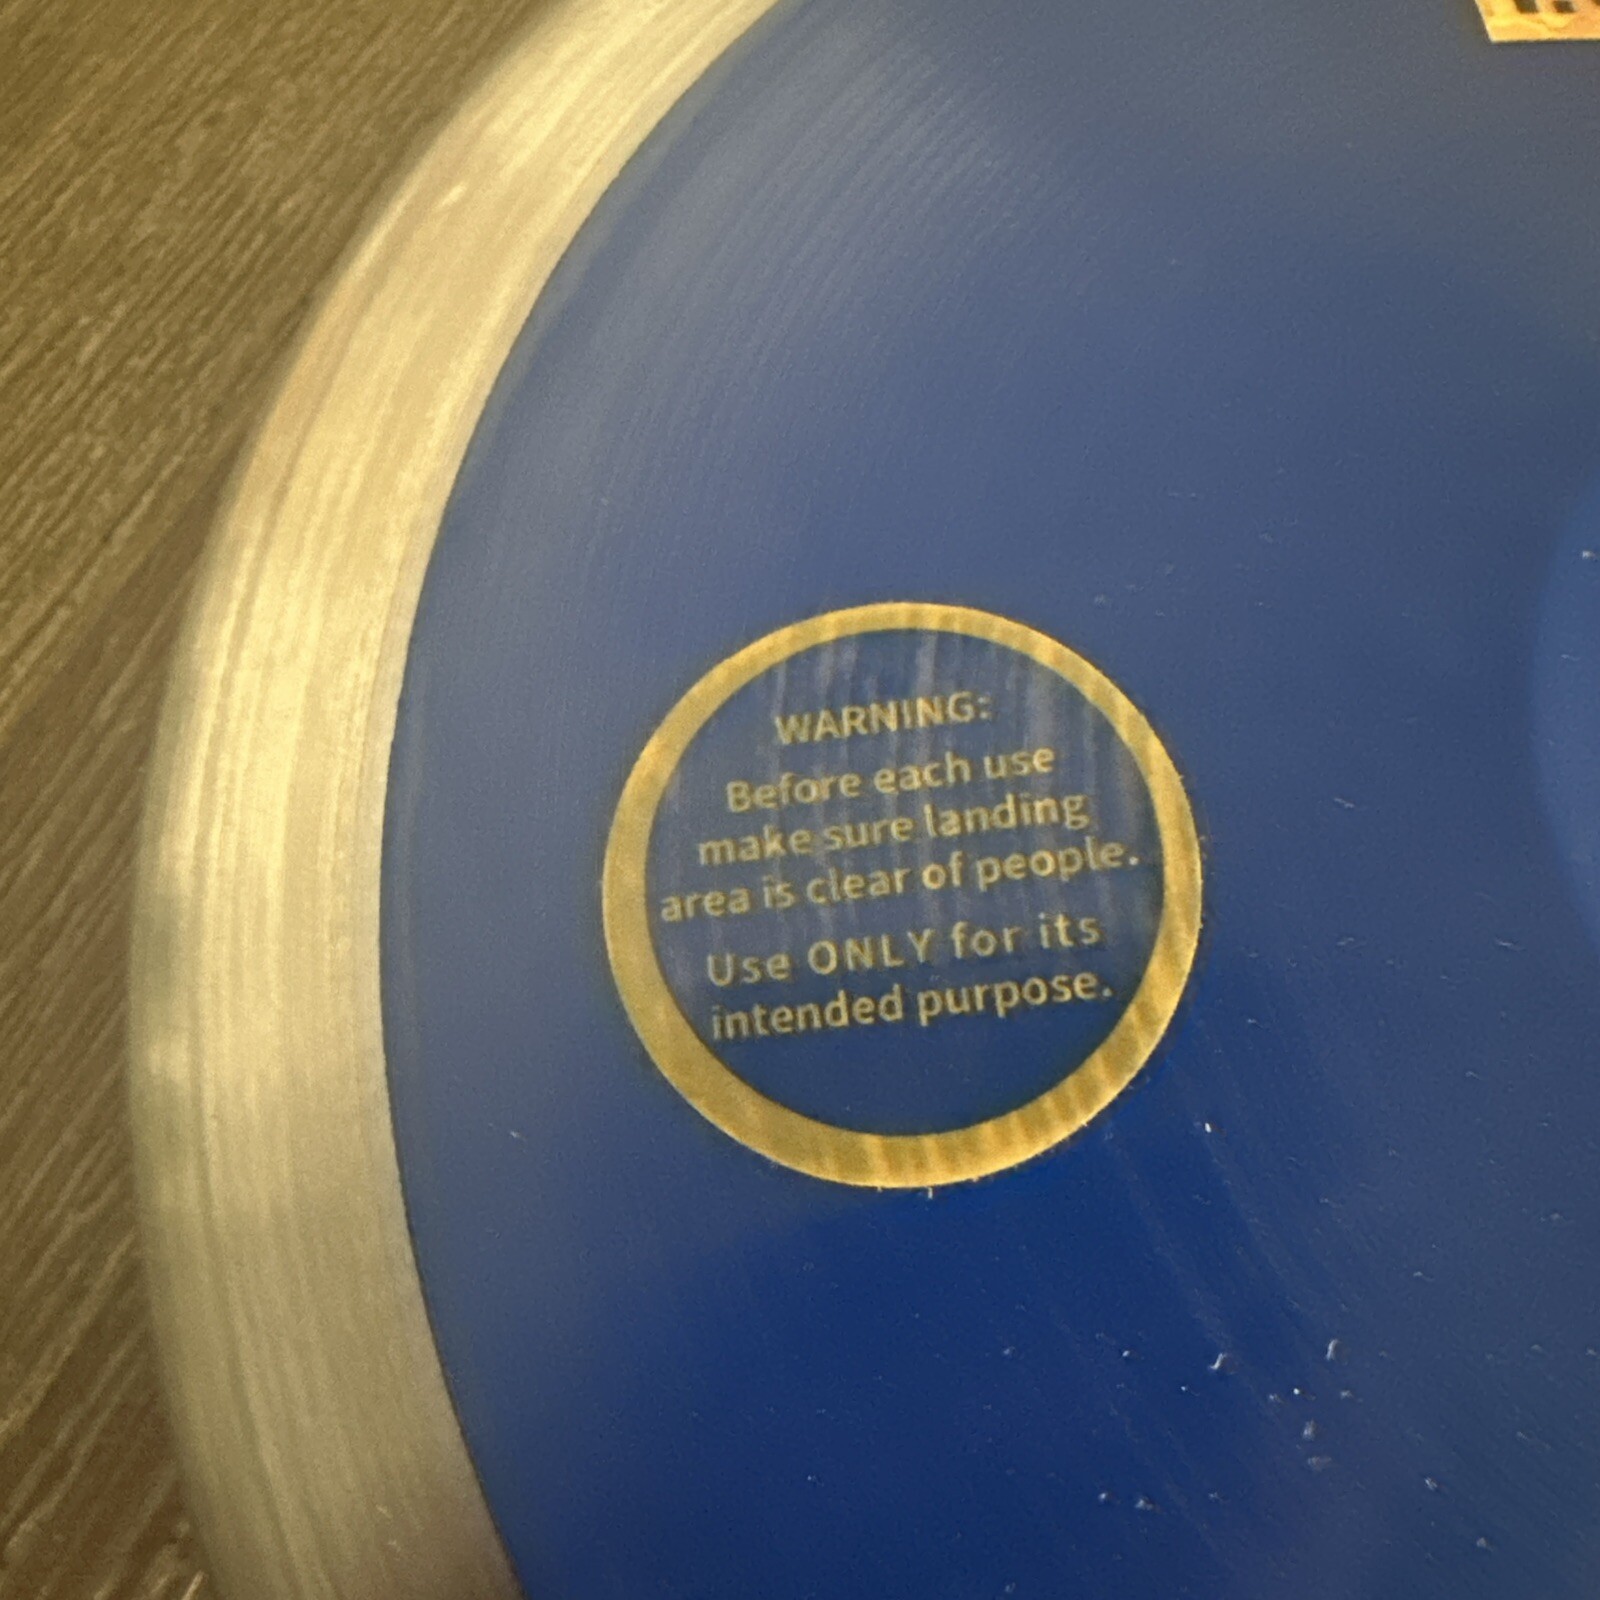 WARNING:
Before each use
make sure landing
area is clear of people.
Use ONLY for its
intended purpose.